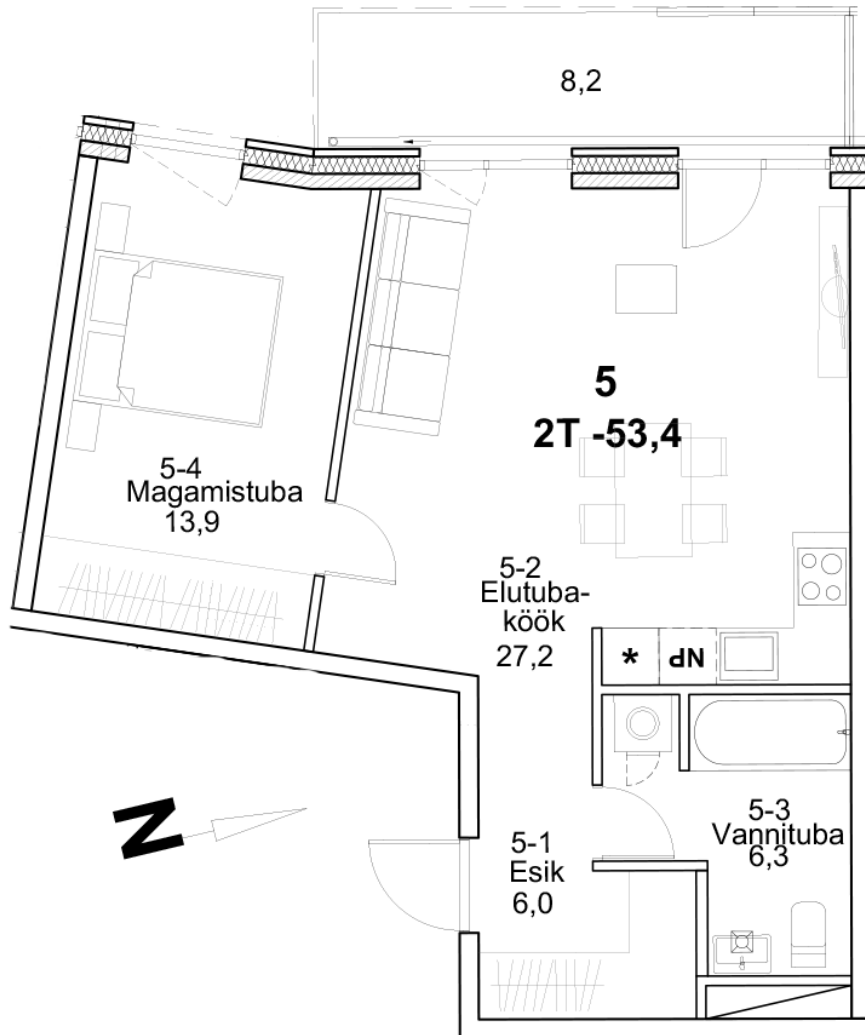 8,2
5
2T -53,4
5-4
Magamistuba
13,9
5-2
Elutuba-
köök
27,2
* NP
5-3
Vannituba
6,3
5-1
Esik
6,0
N